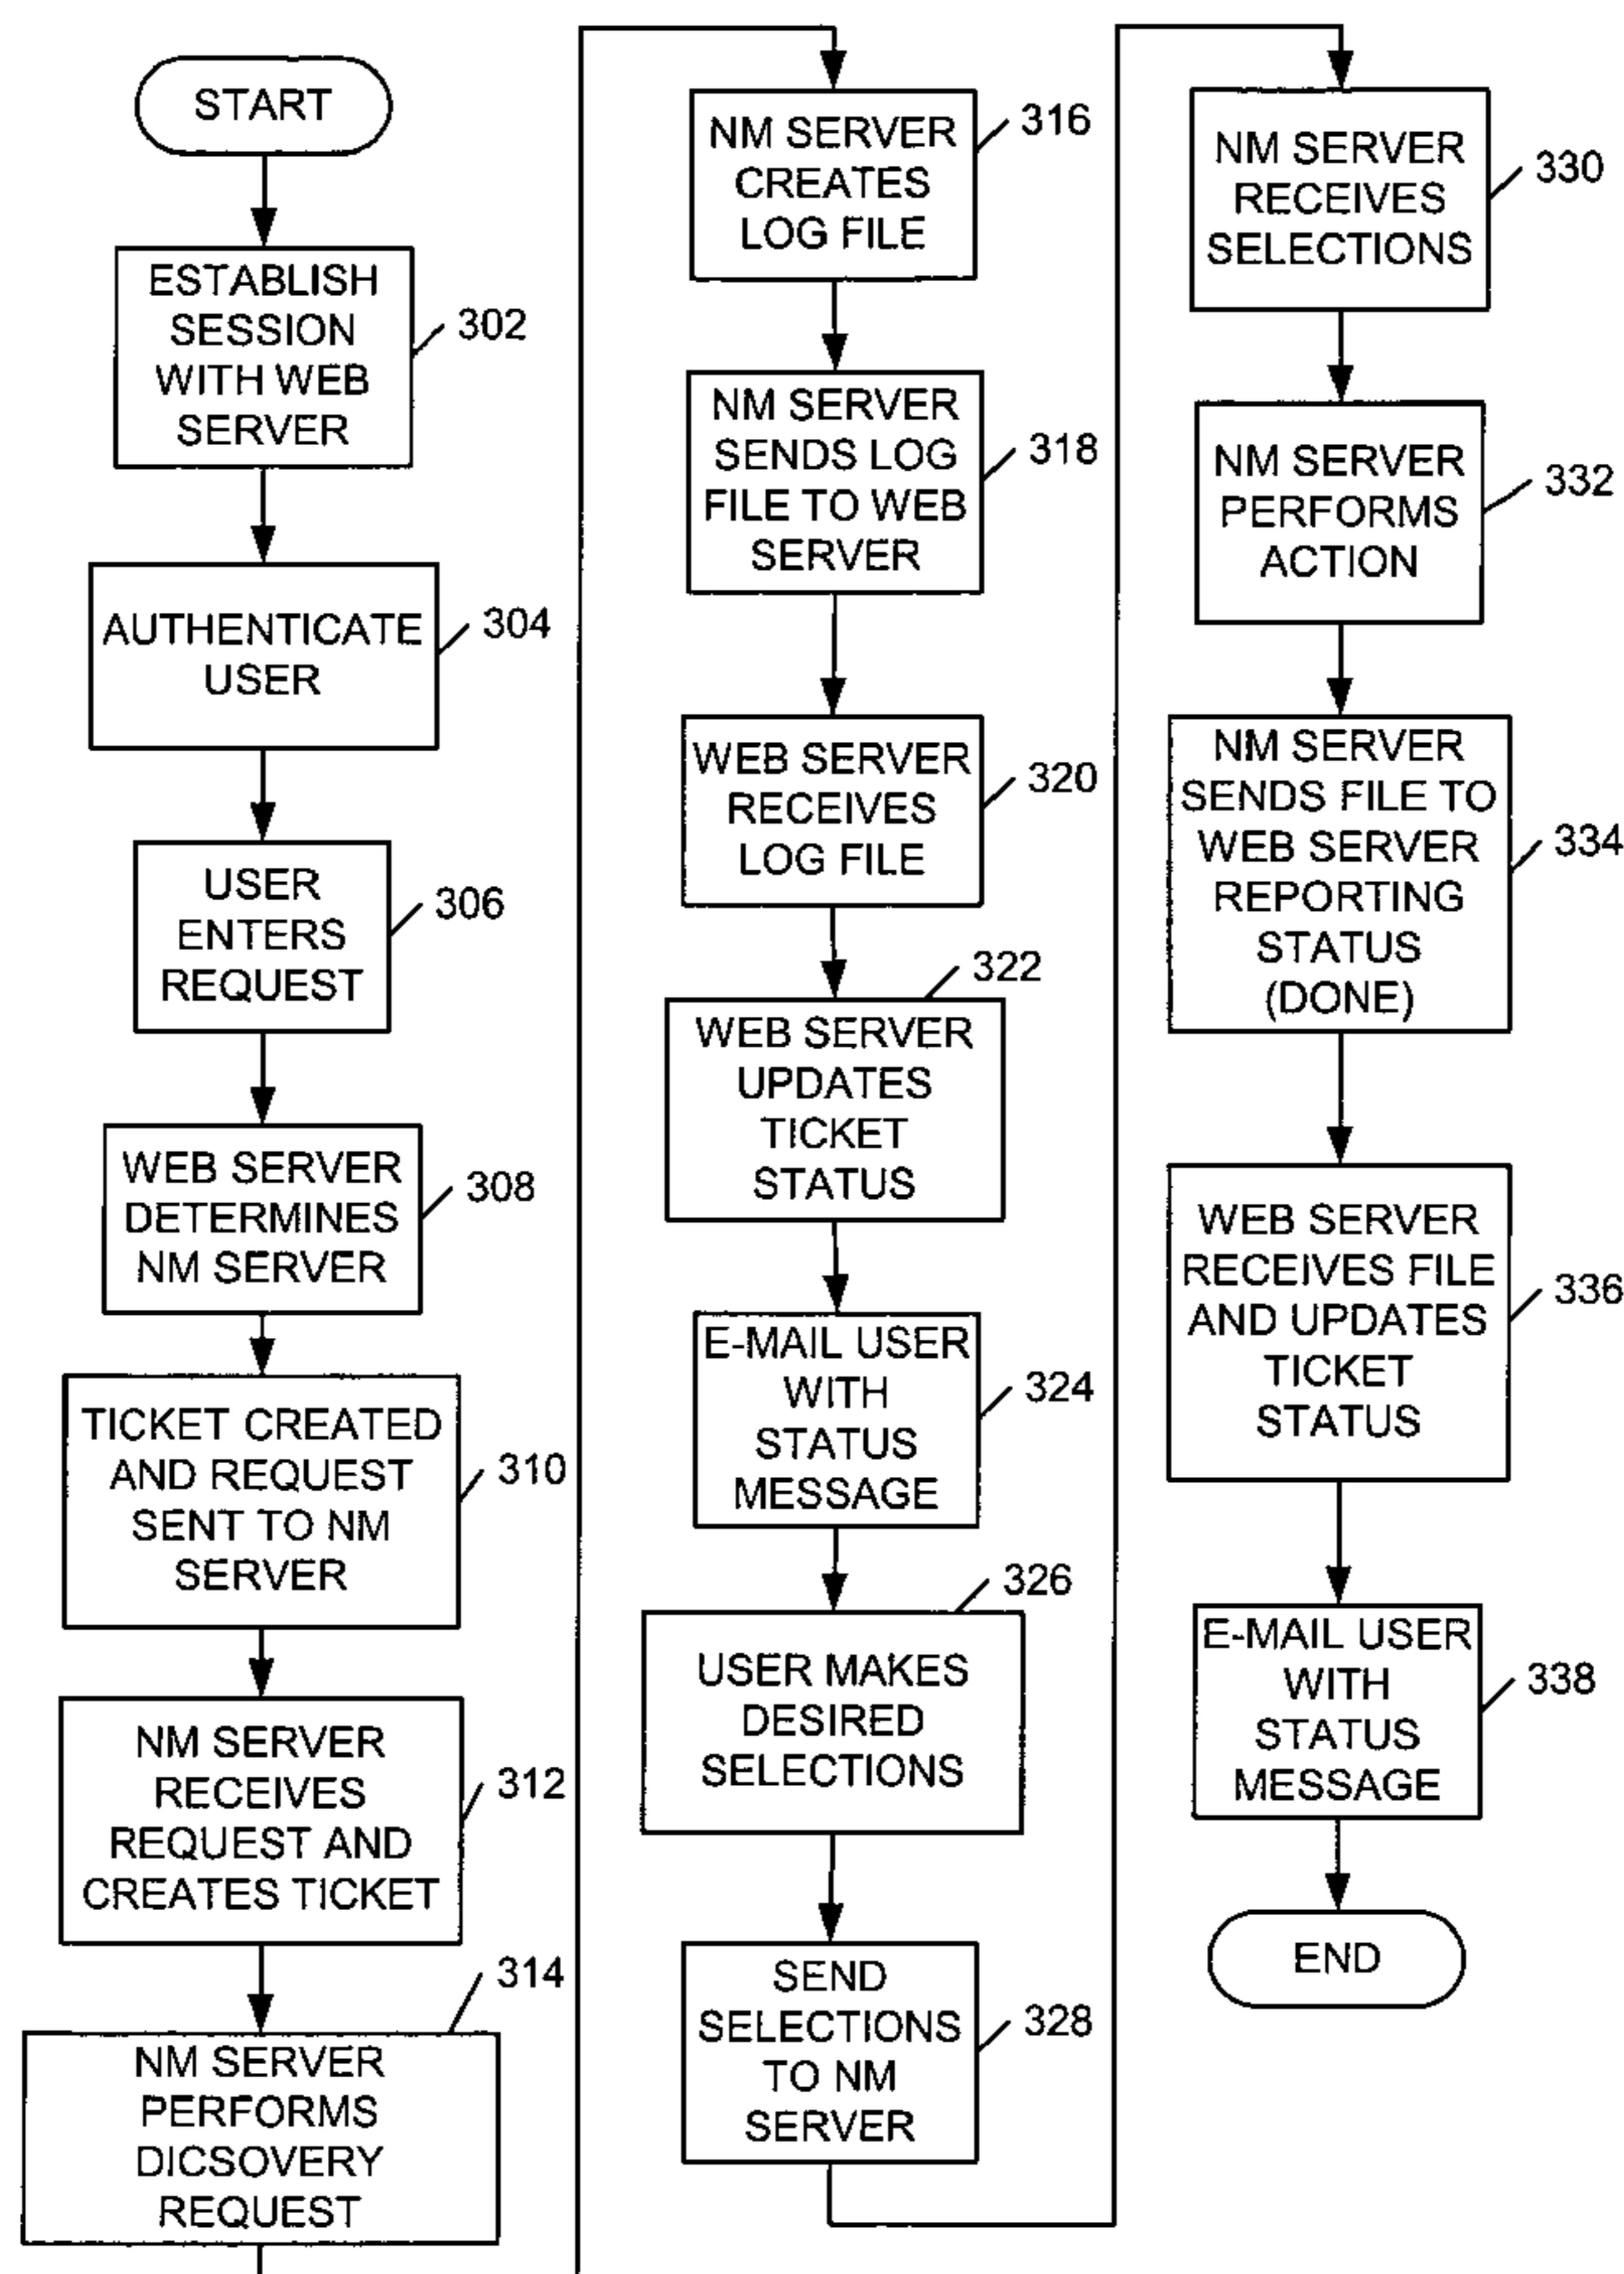 START
ESTABLISH
SESSION
WITH WEB
SERVER
302
AUTHENTICATE
USER
304
USER
ENTERS
REQUEST
306
WEB SERVER
DETERMINES
NM SERVER
308
TICKET CREATED
AND REQUEST
SENT TO NM
SERVER
310
NM SERVER
RECEIVES
REQUEST AND
CREATES TICKET
312
NM SERVER
PERFORMS
DICSOVERY
REQUEST
314
NM SERVER
CREATES
LOG FILE
316
NM SERVER
SENDS LOG
FILE TO WEB
SERVER
318
WEB SERVER
RECEIVES
LOG FILE
320
WEB SERVER
UPDATES
TICKET
STATUS
322
E-MAIL USER
WITH
STATUS
MESSAGE
324
USER MAKES
DESIRED
SELECTIONS
326
SEND
SELECTIONS
TO NM
SERVER
328
NM SERVER
RECEIVES
SELECTIONS
330
NM SERVER
PERFORMS
ACTION
332
NM SERVER
SENDS FILE TO
WEB SERVER
REPORTING
STATUS
(DONE)
334
WEB SERVER
RECEIVES FILE
AND UPDATES
TICKET
STATUS
336
E-MAIL USER
WITH
STATUS
MESSAGE
338
END